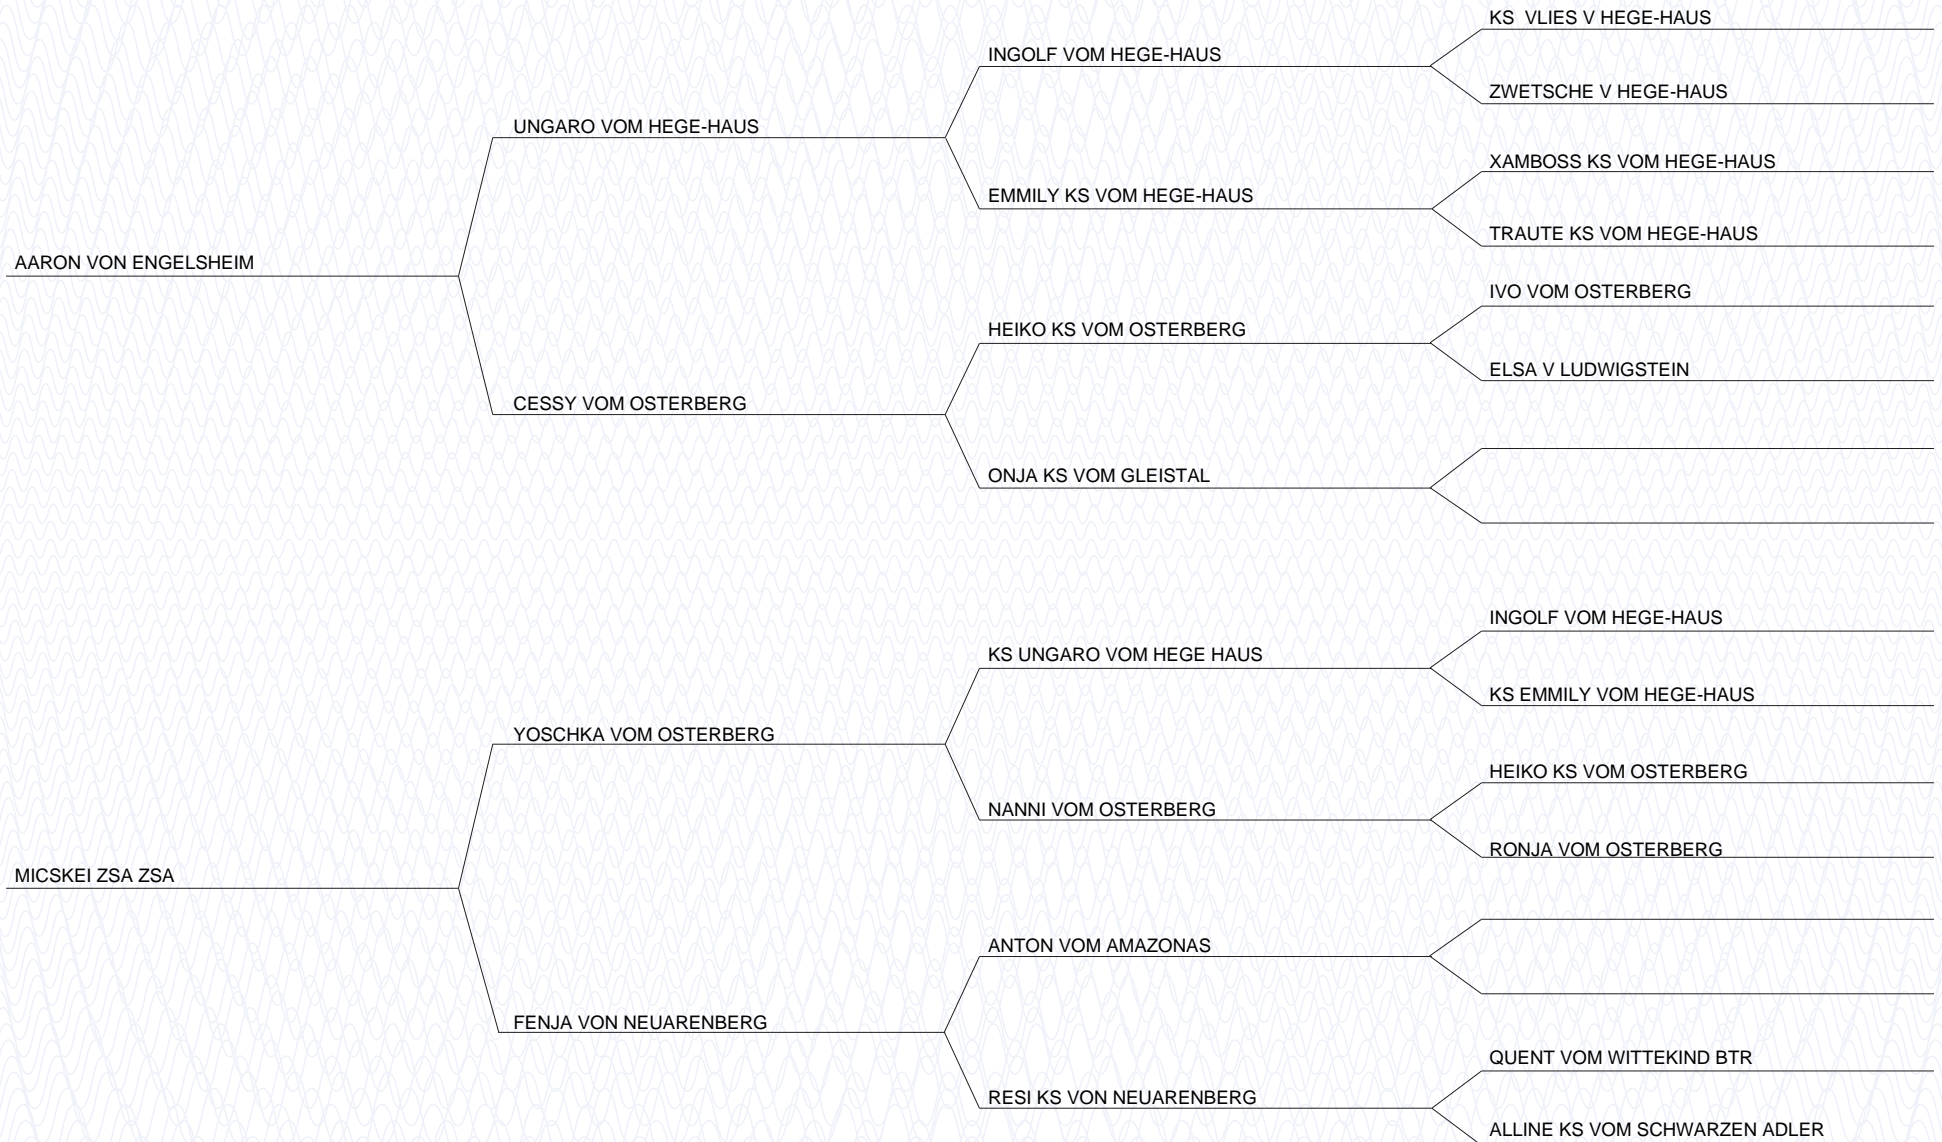 KS VLIES V HEGE-HAUS
INGOLF VOM HEGE-HAUS
ZWETSCHE V HEGE-HAUS
UNGARO VOM HEGE-HAUS
XAMBOSS KS VOM HEGE-HAUS
EMMILY KS VOM HEGE-HAUS
TRAUTE KS VOM HEGE-HAUS
AARON VON ENGELSHEIM
IVO VOM OSTERBERG
HEIKO KS VOM OSTERBERG
ELSA V LUDWIGSTEIN
CESSY VOM OSTERBERG
ONJA KS VOM GLEISTAL
INGOLF VOM HEGE-HAUS
KS UNGARO VOM HEGE HAUS
KS EMMILY VOM HEGE-HAUS
YOSCHKA VOM OSTERBERG
HEIKO KS VOM OSTERBERG
NANNI VOM OSTERBERG
RONJA VOM OSTERBERG
MICSKEI ZSA ZSA
ANTON VOM AMAZONAS
FENJA VON NEUARENBERG
QUENT VOM WITTEKIND BTR
RESI KS VON NEUARENBERG
ALLINE KS VOM SCHWARZEN ADLER